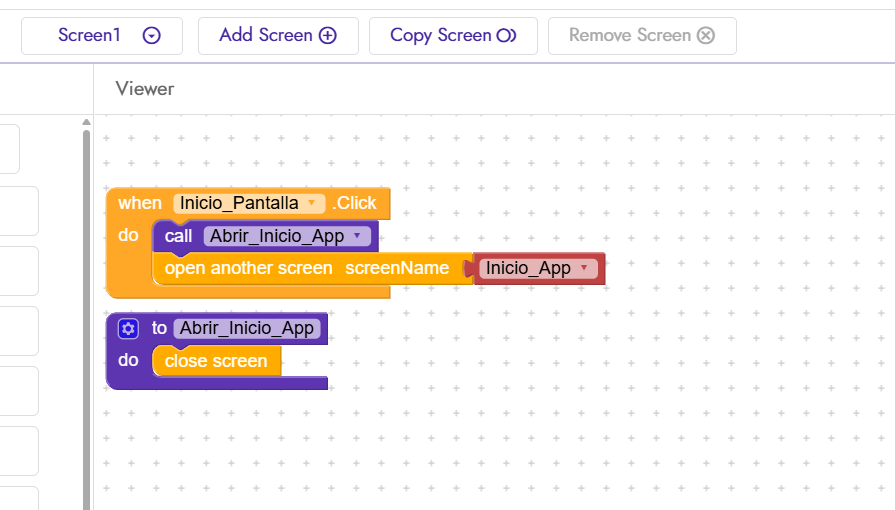 Screen1 Add Screen Copy Screen Remove Screen
Viewer
when Inicio_Pantalla .Click
do call Abrir_Inicio_App
open another screen screenName Inicio_App
to Abrir_Inicio_App
do close screen